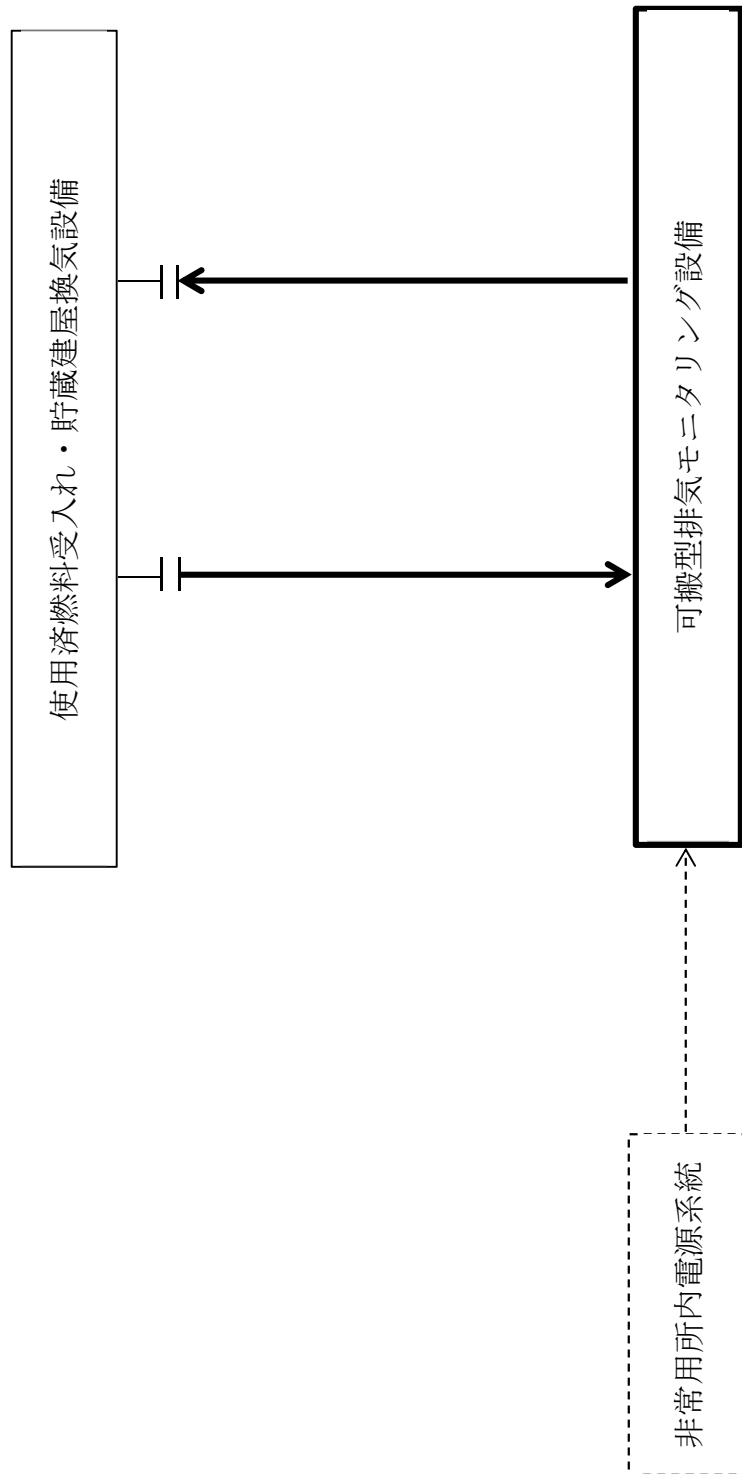 使用済燃料受入れ・貯蔵建屋換気設備
可搬型排気モニタリング設備
非常用所内電源系統